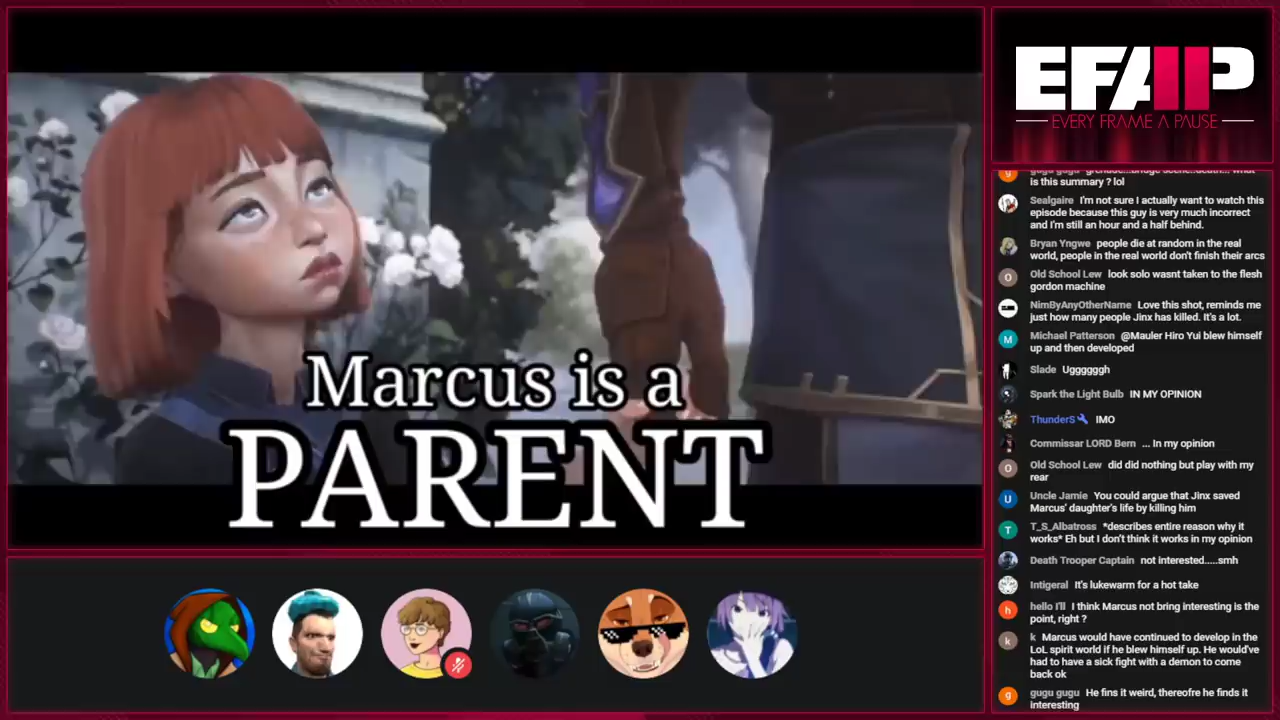 Marcus is a
PARENT
EFAP
EVERY FRAME A PAUSE
gugu gugu grenade...bridge scene..death... what
is this summary ? lol
Sealgaire I'm not sure I actually want to watch this
episode because this guy is very much incorrect
and I'm still an hour and a half behind.
Bryan Yngwe people die at random in the real
world, people in the real world don't finish their arcs
Old School Lew look solo wasnt taken to the flesh
gordon machine
NimByAnyOtherName Love this shot, reminds me
just how many people Jinx has killed. It's a lot.
Michael Patterson @Mauler Hiro Yui blew himself
up and then developed
Slade Uggggggh
Spark the Light Bulb IN MY OPINION
ThunderS IMO
Commissar LORD Bern ... In my opinion
Old School Lew did did nothing but play with my
rear
Uncle Jamie You could argue that Jinx saved
Marcus' daughter's life by killing him
T_S_Albatross *describes entire reason why it
works* Eh but I don't think it works in my opinion
Death Trooper Captain not interested.....smh
Intigeral It's lukewarm for a hot take
hello I'll I think Marcus not bring interesting is the
point, right ?
k Marcus would have continued to develop in the
LoL spirit world if he blew himself up. He would've
had to have a sick fight with a demon to come
back ok
gugu gugu He fins it weird, thereofre he finds it
interesting